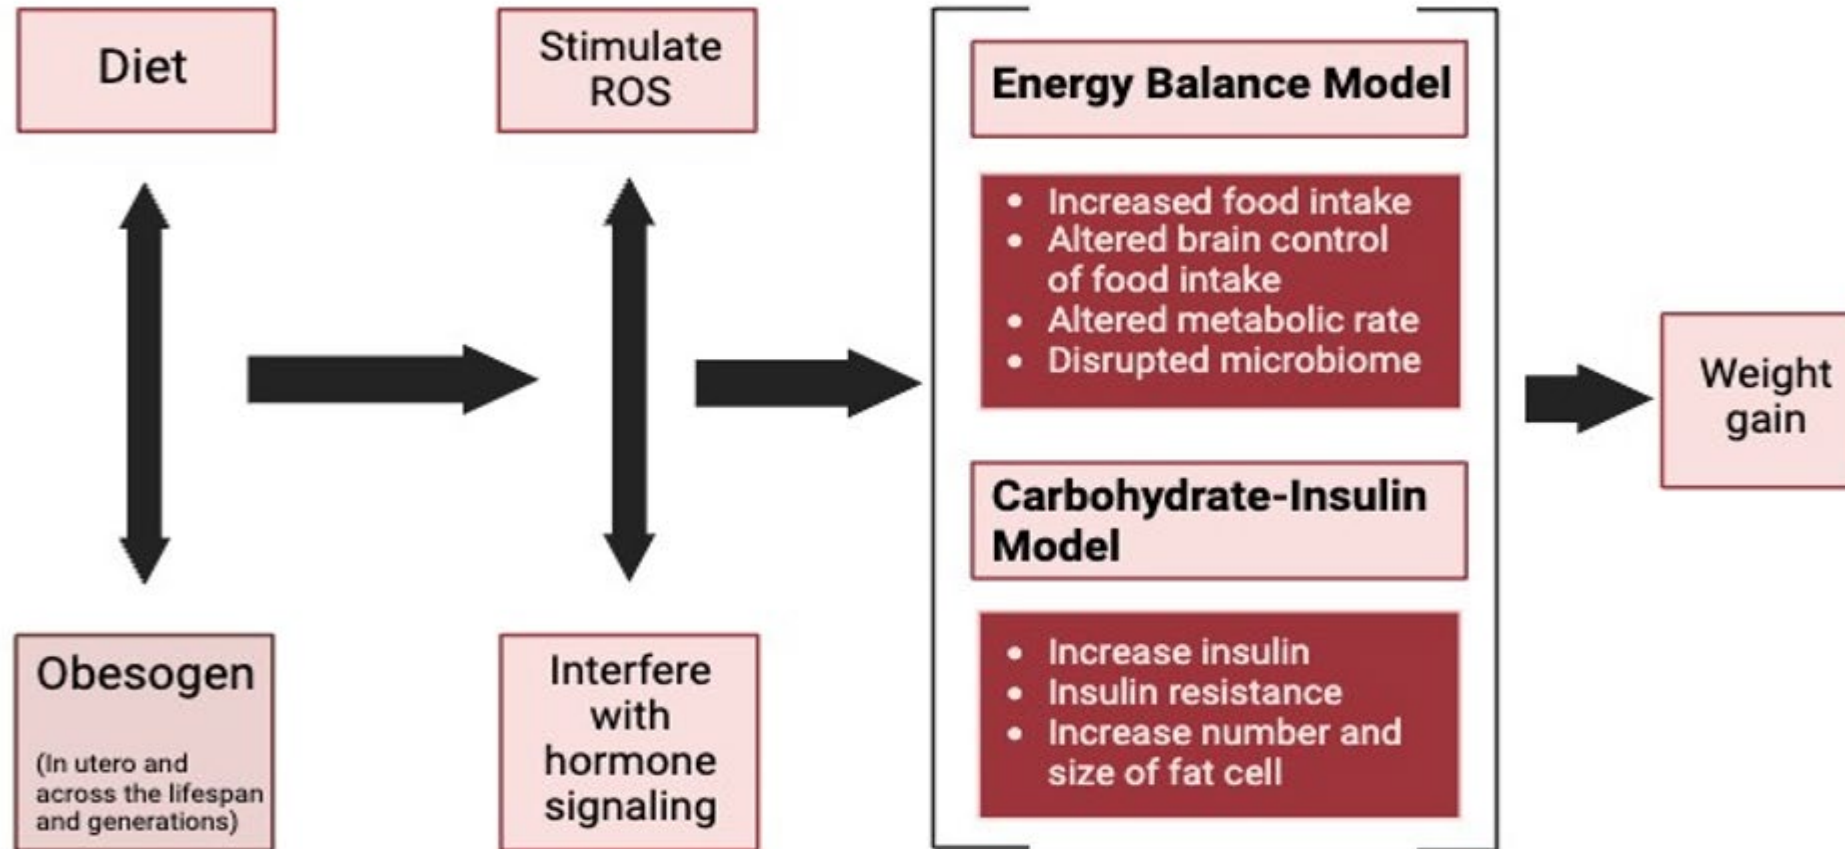 Diet
Stimulate
ROS
Obesogen
(In utero and
across the lifespan
and generations)
Interfere
with
hormone
signaling
Energy Balance Model
• Increased food intake
• Altered brain control
of food intake
• Altered metabolic rate
• Disrupted microbiome
Carbohydrate-Insulin
Model
• Increase insulin
• Insulin resistance
• Increase number and
size of fat cell
Weight
gain